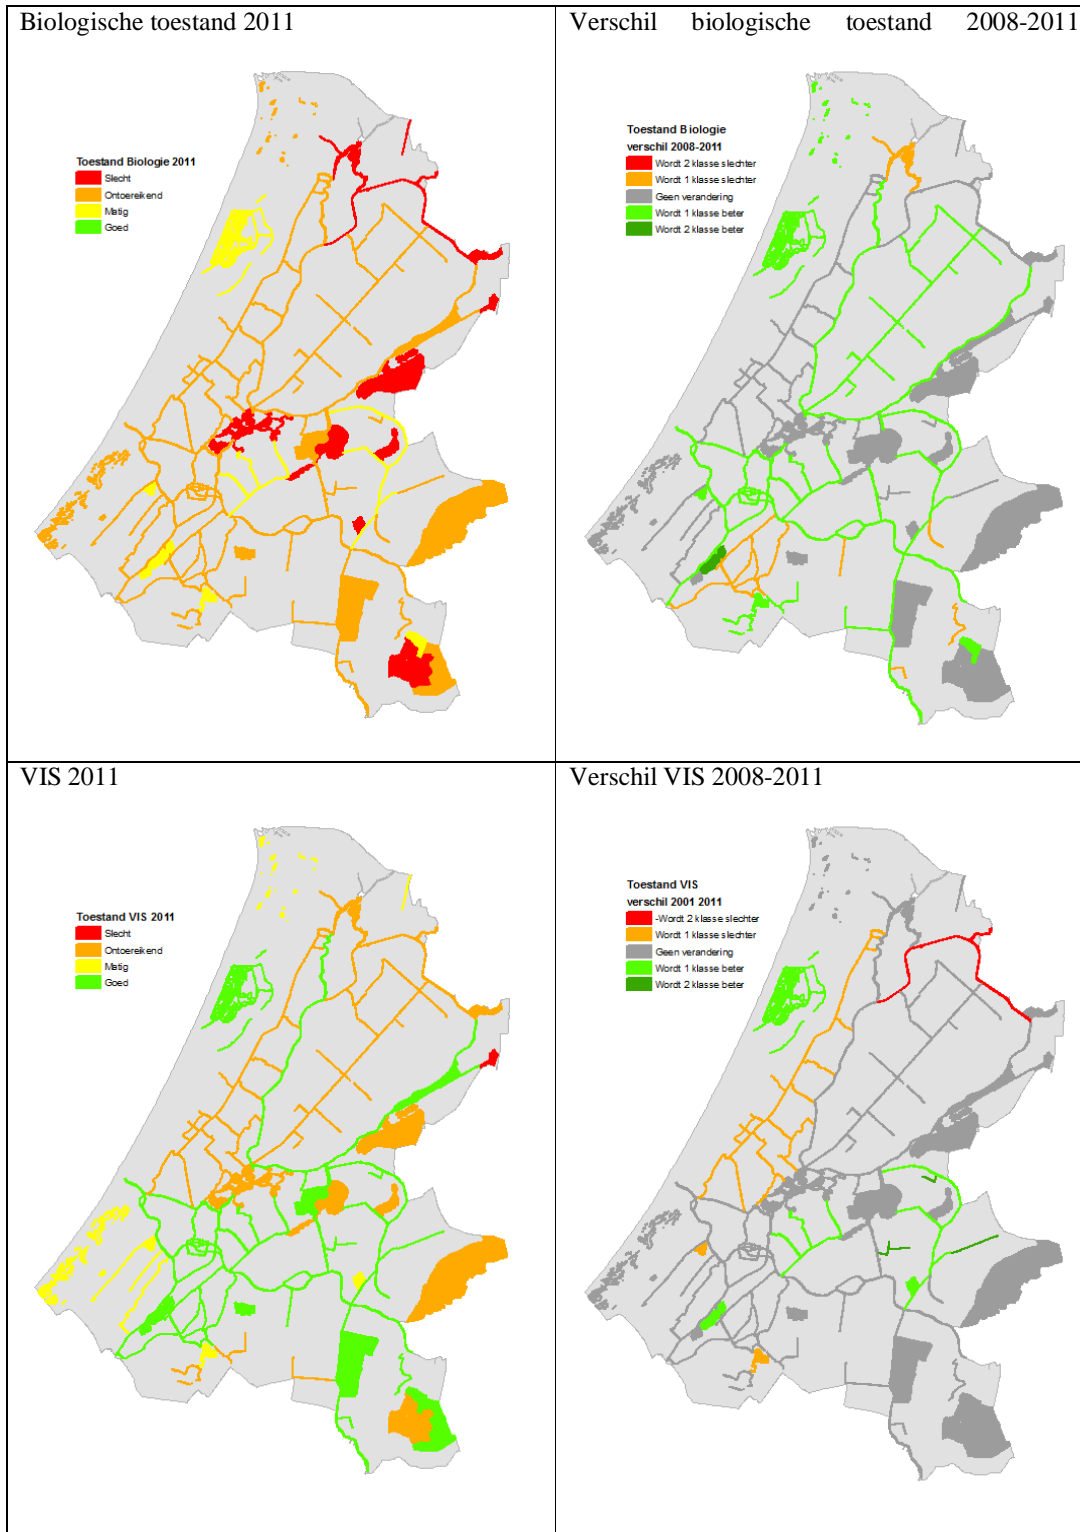 Biologische toestand 2011
Toestand Biologie 2011
Slecht
Ontoereikend
Matig
Goed
Verschil biologische toestand 2008-2011
Toestand Biologie
verschil 2008-2011
Wordt 2 klasse slechter
Wordt 1 klasse slechter
Geen verandering
Wordt 1 klasse beter
Wordt 2 klasse beter
VIS 2011
Toestand VIS 2011
Slecht
Ontoereikend
Matig
Goed
Verschil VIS 2008-2011
Toestand VIS
verschil 2001 2011
-Wordt 2 klasse slechter
Wordt 1 klasse slechter
Geen verandering
Wordt 1 klasse beter
Wordt 2 klasse beter